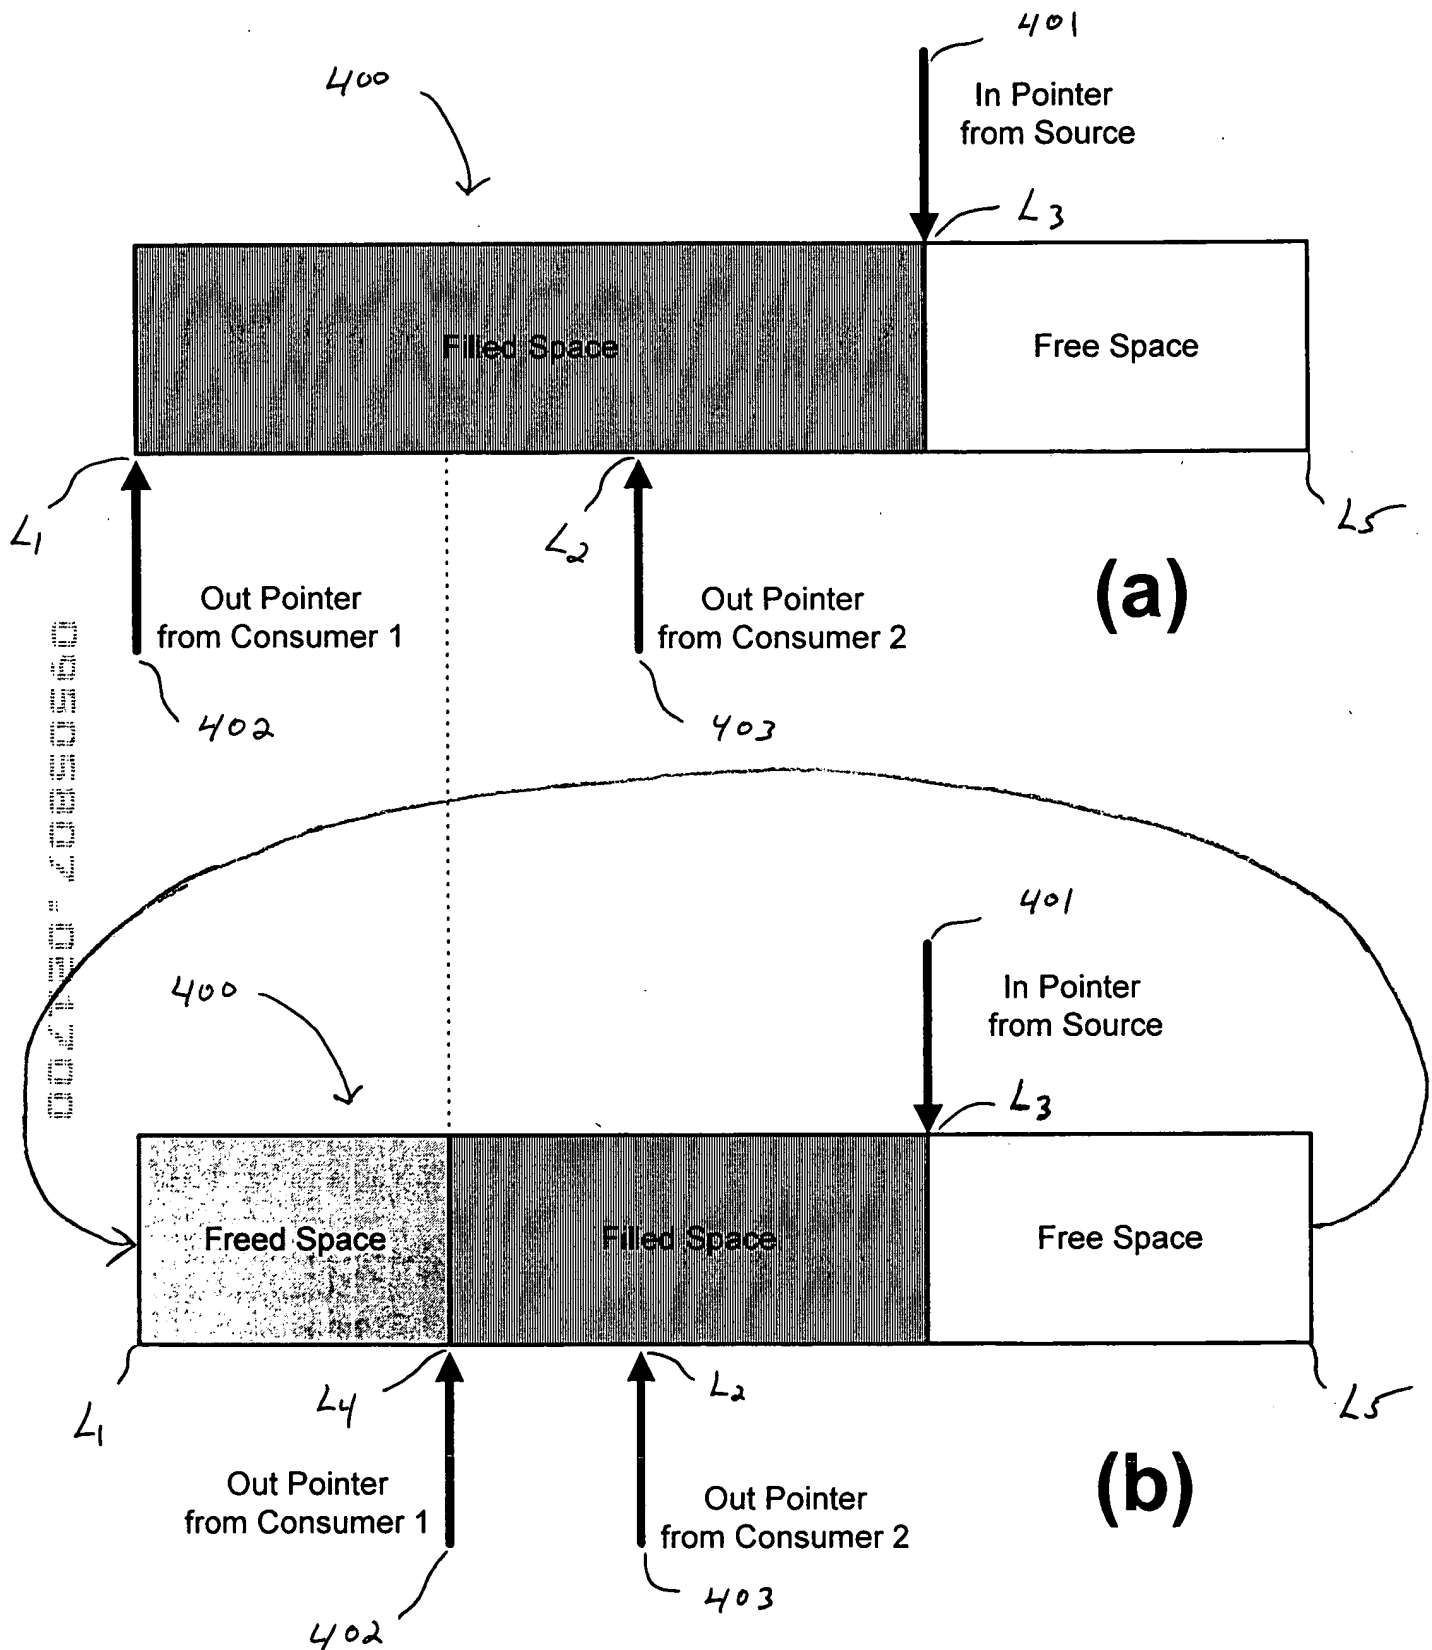 401
400
In Pointer
from Source
L3
Filled Space
Free Space
L1
L2
L5
Out Pointer
from Consumer 1
Out Pointer
from Consumer 2
(a)
402
403
09505807 . 021700
401
400
In Pointer
from Source
L3
Freed Space
Filled Space
Free Space
L1
L4
L2
L5
Out Pointer
from Consumer 1
Out Pointer
from Consumer 2
(b)
402
403